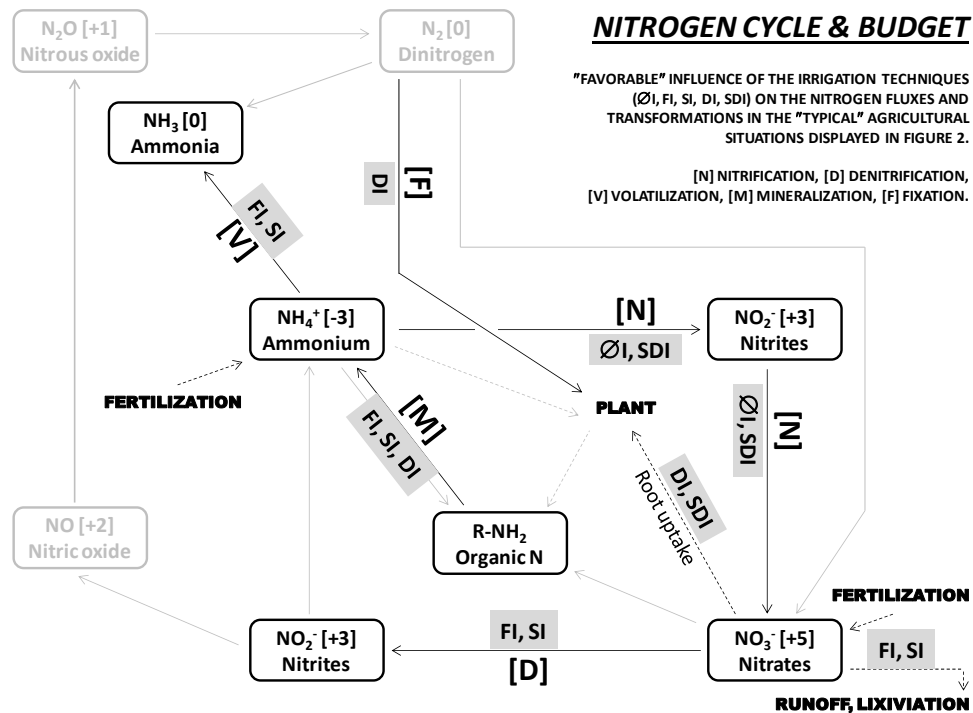 NITROGEN CYCLE & BUDGET
"FAVORABLE" INFLUENCE OF THE IRRIGATION TECHNIQUES
(∅I, FI, SI, DI, SDI) ON THE NITROGEN FLUXES AND
TRANSFORMATIONS IN THE "TYPICAL" AGRICULTURAL
SITUATIONS DISPLAYED IN FIGURE 2.
[N] NITRIFICATION, [D] DENITRIFICATION,
[V] VOLATILIZATION, [M] MINERALIZATION, [F] FIXATION.
N₂O [+1]
Nitrous oxide
N₂ [0]
Dinitrogen
NH₃ [0]
Ammonia
DI
[F]
FI, SI
[V]
NH₄⁺ [-3]
Ammonium
[N]
∅I, SDI
NO₂⁻ [+3]
Nitrites
FERTILIZATION
[M]
FI, SI, DI
PLANT
∅I, SDI
[N]
DI, SDI
Root uptake
NO [+2]
Nitric oxide
R-NH₂
Organic N
FERTILIZATION
NO₂⁻ [+3]
Nitrites
FI, SI
[D]
NO₃⁻ [+5]
Nitrates
FI, SI
RUNOFF, LIXIVIATION